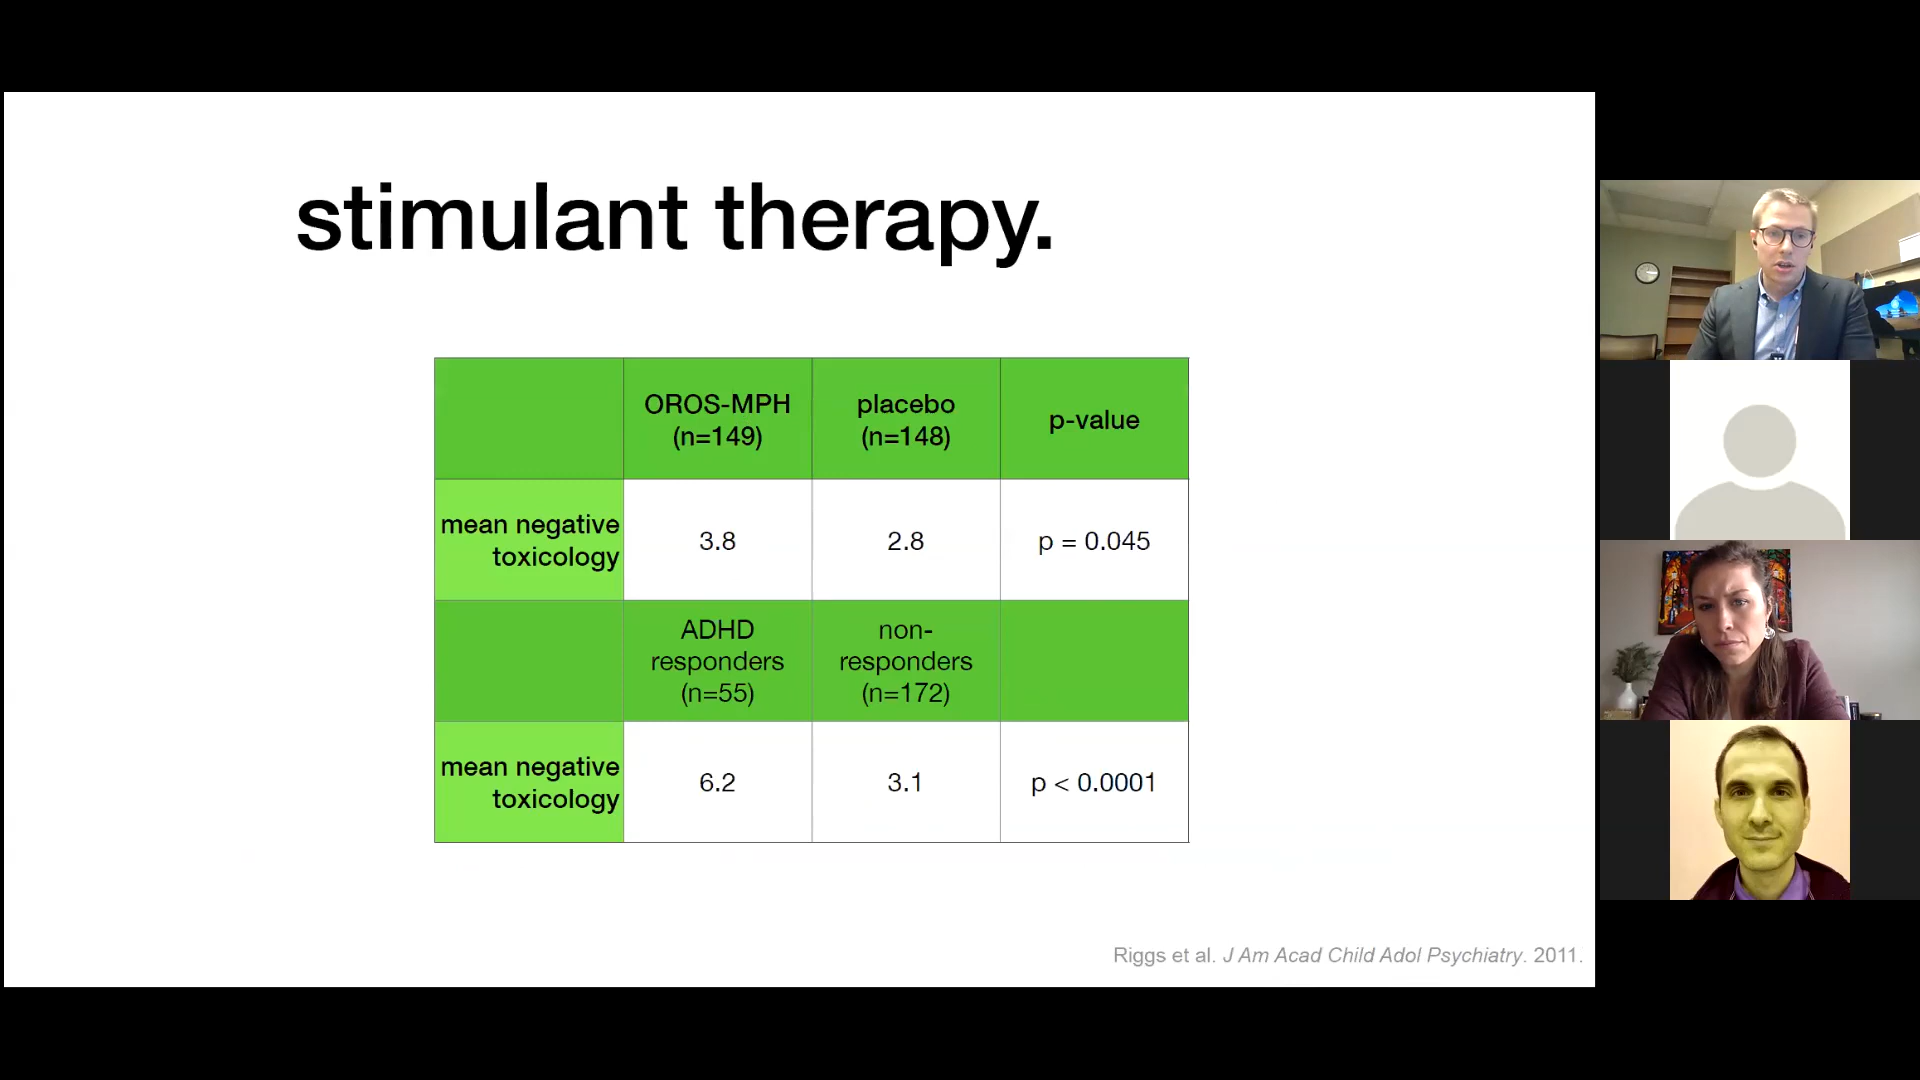 stimulant therapy.
OROS-MPH
(n=149)
placebo
(n=148)
p-value
mean negative
toxicology
3.8
2.8
p = 0.045
ADHD
responders
(n=55)
non-
responders
(n=172)
mean negative
toxicology
6.2
3.1
p < 0.0001
Riggs et al. J Am Acad Child Adol Psychiatry. 2011.